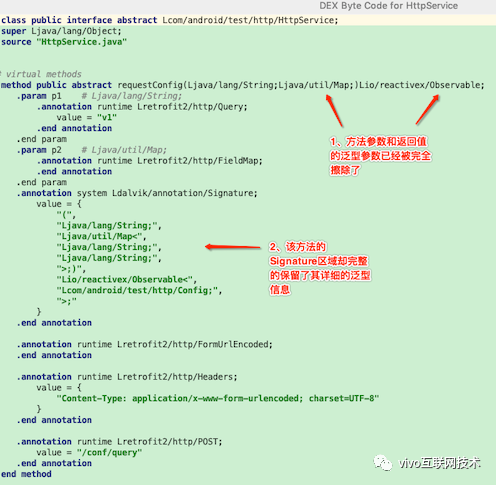 DEX Byte Code for HttpService
class public interface abstract Lcom/android/test/http/HttpService;
super Ljava/lang/Object;
source "HttpService.java"
# virtual methods
method public abstract requestConfig(Ljava/lang/String;Ljava/util/Map;)Lio/reactivex/Observable;
.param p1    # Ljava/lang/String;
.annotation runtime Lretrofit2/http/Query;
value = "v1"
.end annotation
.end param
.param p2    # Ljava/util/Map;
.annotation runtime Lretrofit2/http/FieldMap;
.end annotation
.end param
.annotation system Ldalvik/annotation/Signature;
value = {
"(",
"Ljava/lang/String;",
"Ljava/util/Map<",
"Ljava/lang/String;",
"Ljava/lang/String;",
">;)",
"Lio/reactivex/Observable<",
"Lcom/android/test/http/Config;",
">;"
}
.end annotation
1、方法参数和返回值
的泛型参数已经被完全
擦除了
2、该方法的
Signature区域却完整
的保留了其详细的泛型
信息
.annotation runtime Lretrofit2/http/FormUrlEncoded;
.end annotation
.annotation runtime Lretrofit2/http/Headers;
value = {
"Content-Type: application/x-www-form-urlencoded; charset=UTF-8"
}
.end annotation
.annotation runtime Lretrofit2/http/POST;
value = "/conf/query"
.end annotation
end method
vivo互联网技术